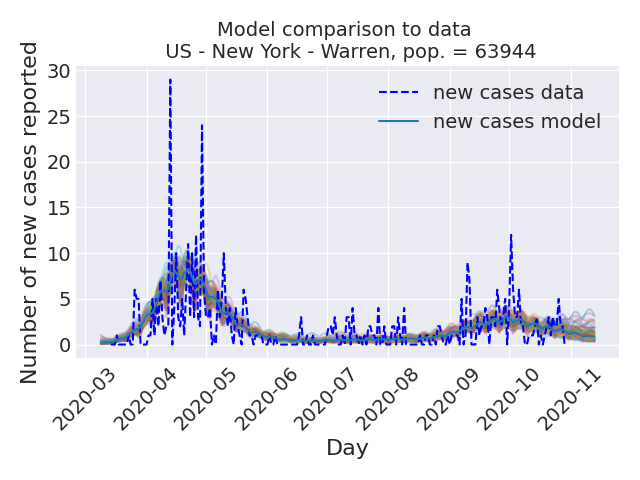 Model comparison to data
US - New York - Warren, pop. = 63944
Number of new cases reported
30
25
20
15
10
5
0
new cases data
new cases model
2020-03
2020-04
2020-05
2020-06
2020-07
2020-08
2020-09
2020-10
2020-11
Day